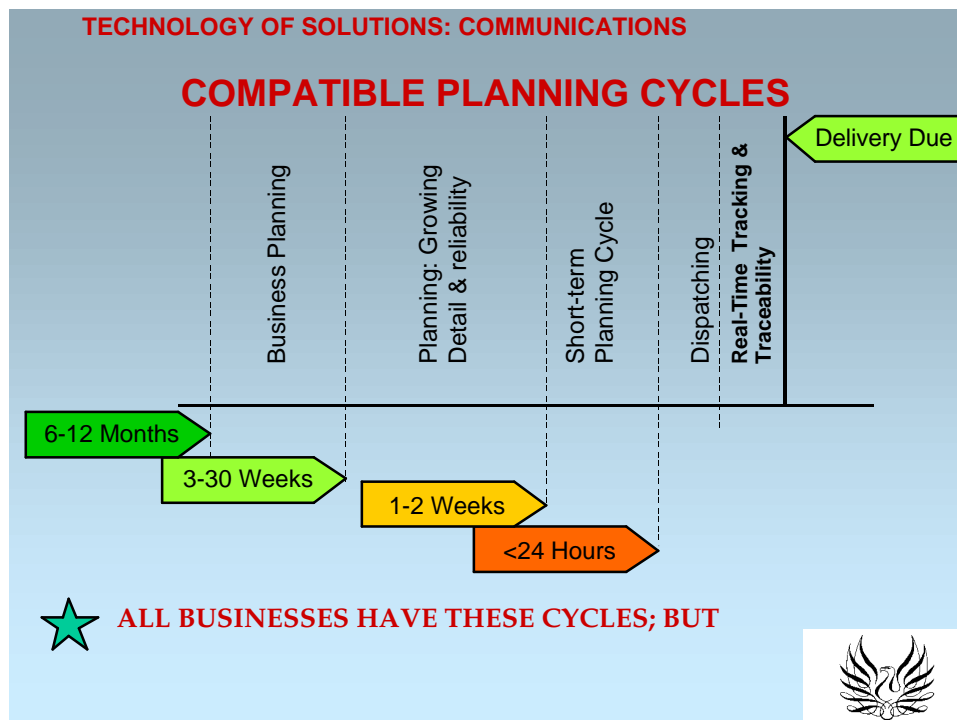 TECHNOLOGY OF SOLUTIONS: COMMUNICATIONS
COMPATIBLE PLANNING CYCLES
Delivery Due
Business Planning
Planning: Growing
Detail & reliability
Short-term
Planning Cycle
Dispatching
Real-Time Tracking &
Traceability
6-12 Months
3-30 Weeks
1-2 Weeks
<24 Hours
ALL BUSINESSES HAVE THESE CYCLES; BUT